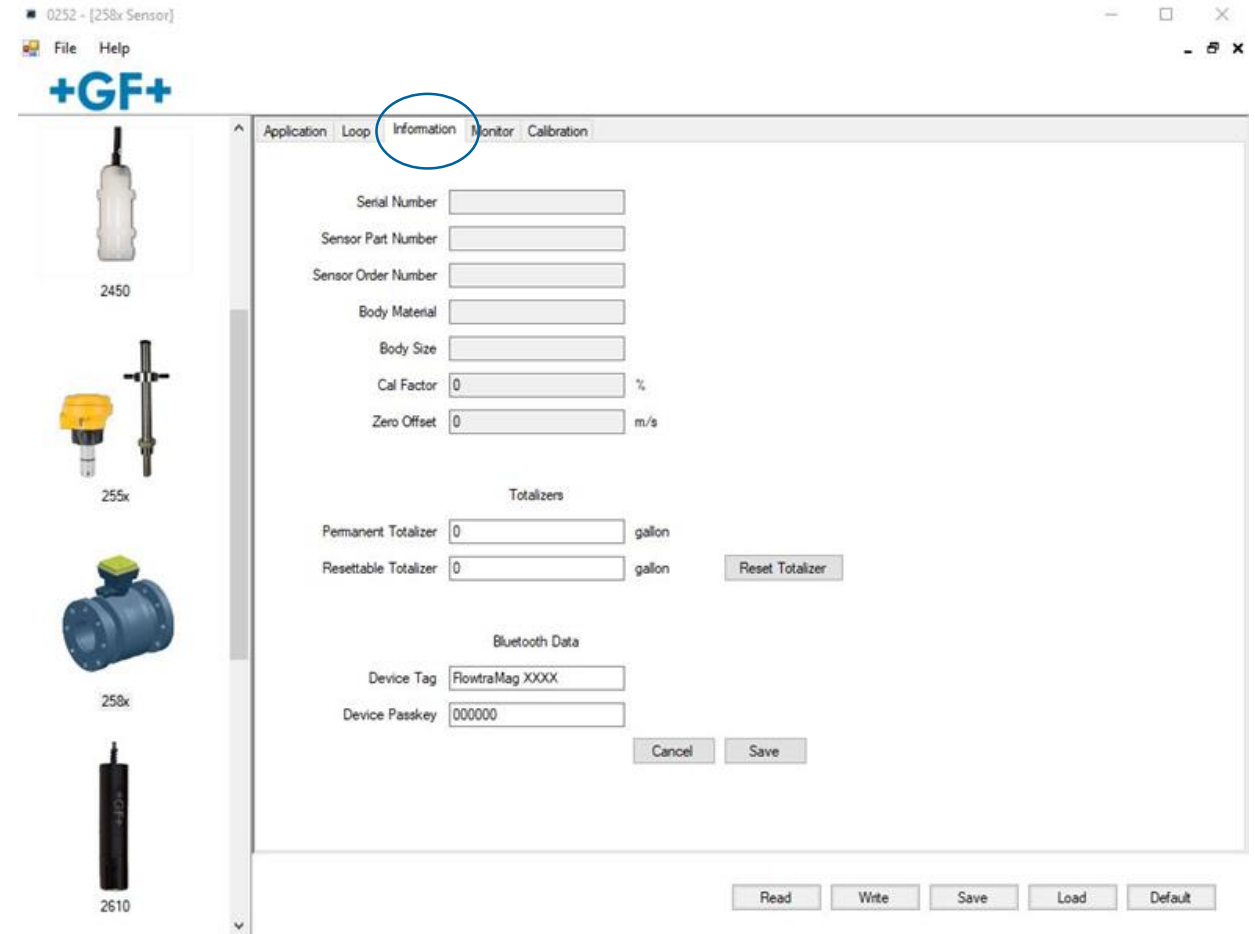 0252 - [258x Sensor]
File Help
+GF+
Application Loop Information Monitor Calibration
Serial Number
Sensor Part Number
Sensor Order Number
2450
Body Material
Body Size
Cal Factor 0 %
Zero Offset 0 m/s
255x
Totalizers
Permanent Totalizer 0 gallon
Resettable Totalizer 0 gallon Reset Totalizer
Bluetooth Data
Device Tag FlowtraMag XXXX
258x
Device Passkey 000000
Cancel Save
+GF+
2610
Read Write Save Load Default